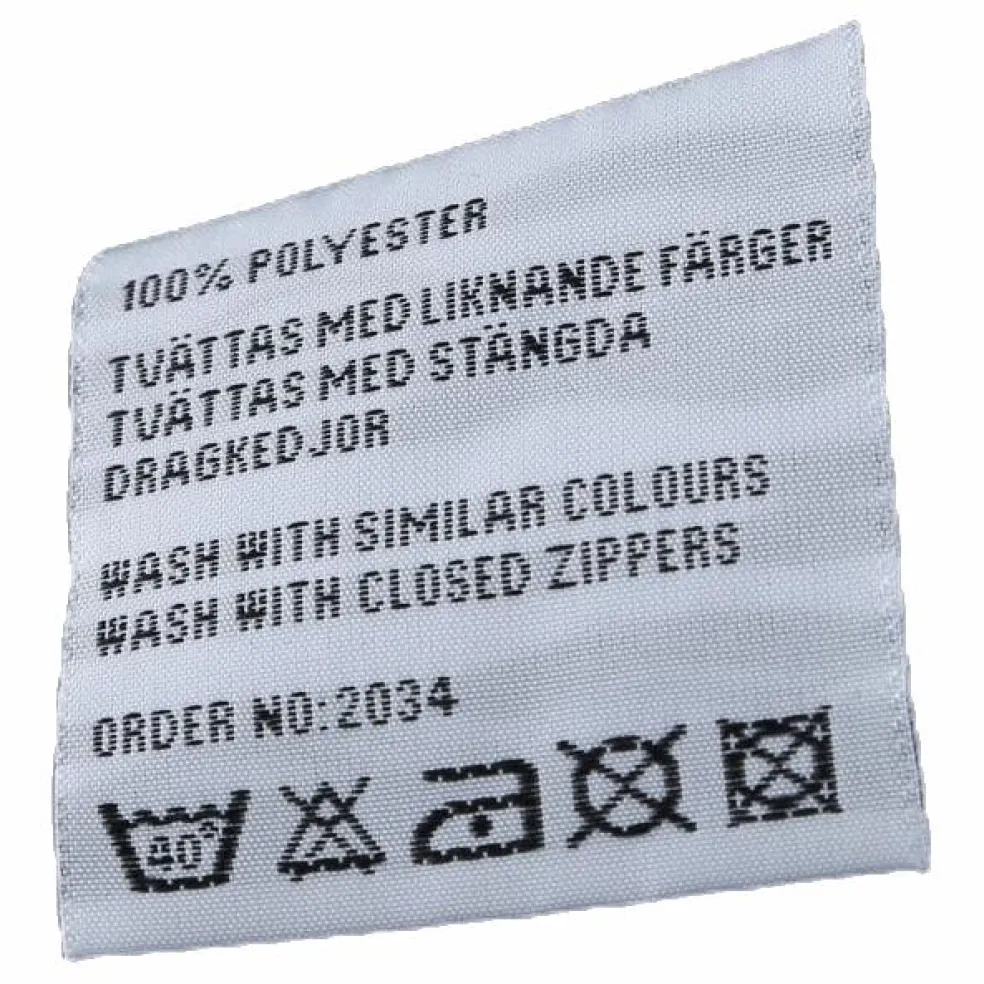 100% POLYESTER
TVÄTTAS MED LIKNANDE FÄRGER
TVÄTTAS MED STÄNGDA
DRAGKEDJOR
WASH WITH SIMILAR COLOURS
WASH WITH CLOSED ZIPPERS
ORDER NO:2034
40°